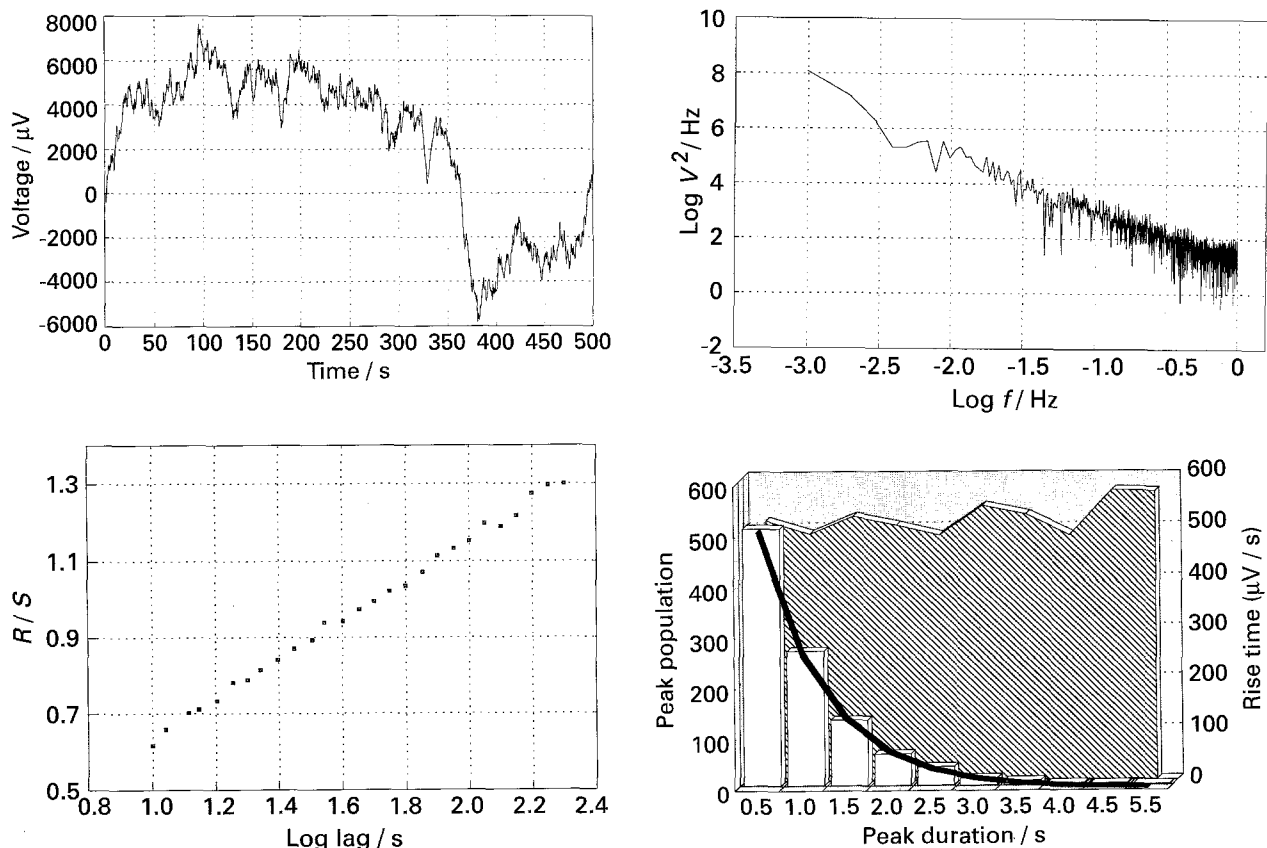 8000
6000
4000
2000
0
-2000
-4000
-6000
Voltage / μV
0 50 100 150 200 250 300 350 400 450 500
Time / s
10
8
6
4
2
0
-2
Log V² / Hz
-3.5 -3.0 -2.5 -2.0 -1.5 -1.0 -0.5 0
Log f / Hz
1.3
1.1
0.9
0.7
0.5
R / S
0.8 1.0 1.2 1.4 1.6 1.8 2.0 2.2 2.4
Log lag / s
600
500
400
300
200
100
0
Peak population
600
500
400
300
200
100
0
Rise time (μV / s)
0.5 1.0 1.5 2.0 2.5 3.0 3.5 4.0 4.5 5.5
Peak duration / s